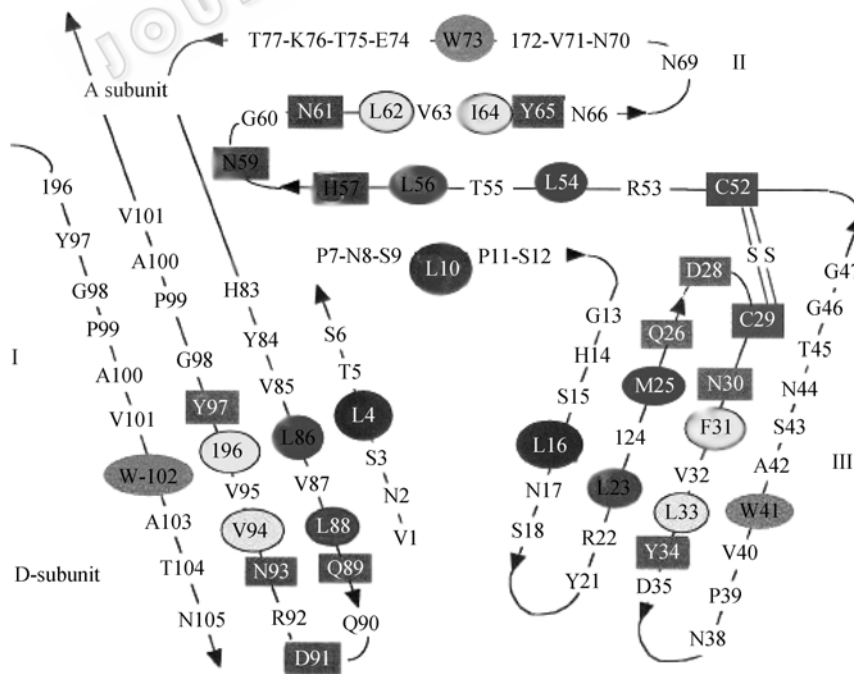 JOU
T77-K76-T75-E74 W73 172-V71-N70
N69
II
A subunit
G60 N61 L62 V63 I64 Y65 N66
N59
H57 L56 T55 L54 R53 C52
I
196
Y97
G98
P99
A100
V101
W-102
A103
T104
N105
D-subunit
V101
A100
P99
G98
Y97
196
V95
V94
N93
R92
D91
H83
Y84
V85
L86
V87
L88
Q89
Q90
P7-N8-S9 L10 P11-S12
S6
T5
L4
S3
N2
V1
G13
H14
S15
L16
N17
S18
Y21
R22
L23
124
M25
Q26
D28
S S
C29
N30
F31
V32
L33
Y34
D35
N38
P39
V40
W41
A42
S43
N44
T45
G46
G47
III